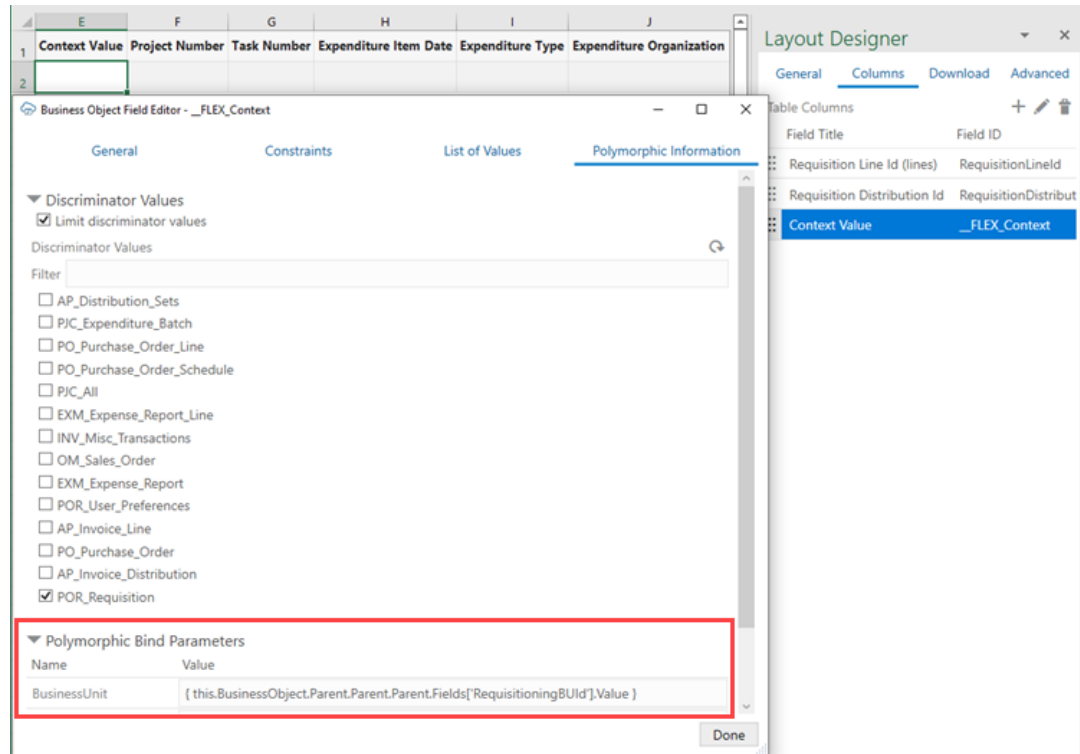 E F G H I J
1 Context Value Project Number Task Number Expenditure Item Date Expenditure Type Expenditure Organization
2
Layout Designer
General Columns Download Advanced
Table Columns
Field Title Field ID
Requisition Line Id (lines) RequisitionLineId
Requisition Distribution Id RequisitionDistribut
Context Value __FLEX_Context
Business Object Field Editor - __FLEX_Context
General Constraints List of Values Polymorphic Information
Discriminator Values
Limit discriminator values
Discriminator Values
Filter
AP_Distribution_Sets
PJC_Expenditure_Batch
PO_Purchase_Order_Line
PO_Purchase_Order_Schedule
PJC_All
EXM_Expense_Report_Line
INV_Misc_Transactions
OM_Sales_Order
EXM_Expense_Report
POR_User_Preferences
AP_Invoice_Line
PO_Purchase_Order
AP_Invoice_Distribution
POR_Requisition
Polymorphic Bind Parameters
Name Value
BusinessUnit { this.BusinessObject.Parent.Parent.Parent.Fields['RequisitioningBUId'].Value }
Done